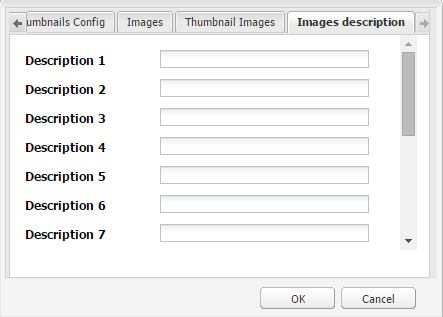 umbnails Config Images Thumbnail Images Images description
Description 1
Description 2
Description 3
Description 4
Description 5
Description 6
Description 7
OK Cancel